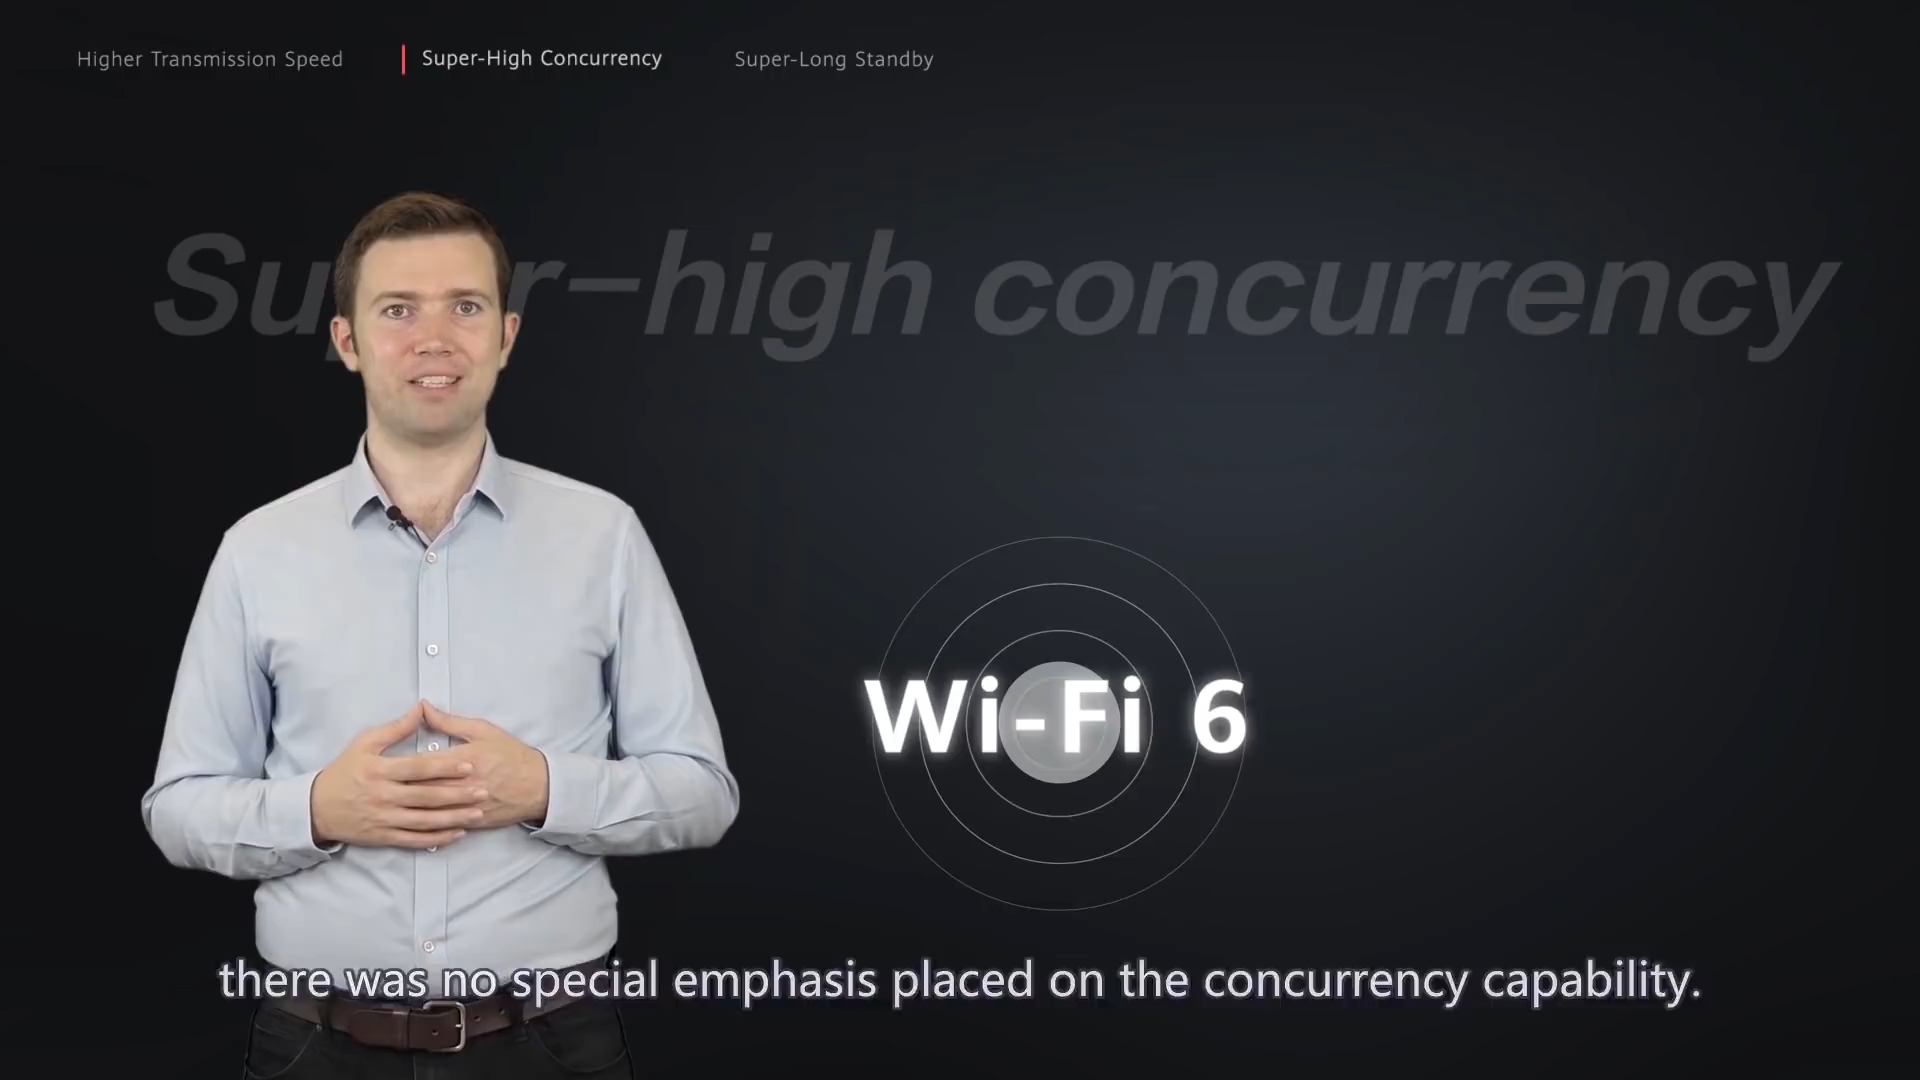 Higher Transmission Speed
Super-High Concurrency
Super-Long Standby
Super-high concurrency
Wi-Fi 6
there was no special emphasis placed on the concurrency capability.